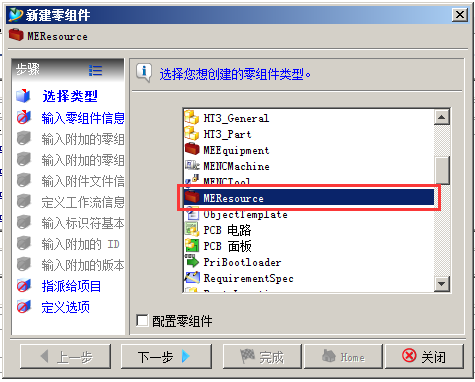 新建零组件
MEResource
步骤
选择类型
输入零组件信息
输入附加的零组
输入附加的零组
输入附件文件信息
定义工作流信息
输入标识符基本
输入附加的 ID
输入附加的版本
指派给项目
定义选项
选择您想创建的零组件类型。
HT3_General
HT3_Part
MEEquipment
MENCMachine
MENCTool
MEResource
ObjectTemplate
PCB 电路
PCB 面板
PriBootloader
RequirementSpec
配置零组件
上一步
下一步
完成
Home
关闭